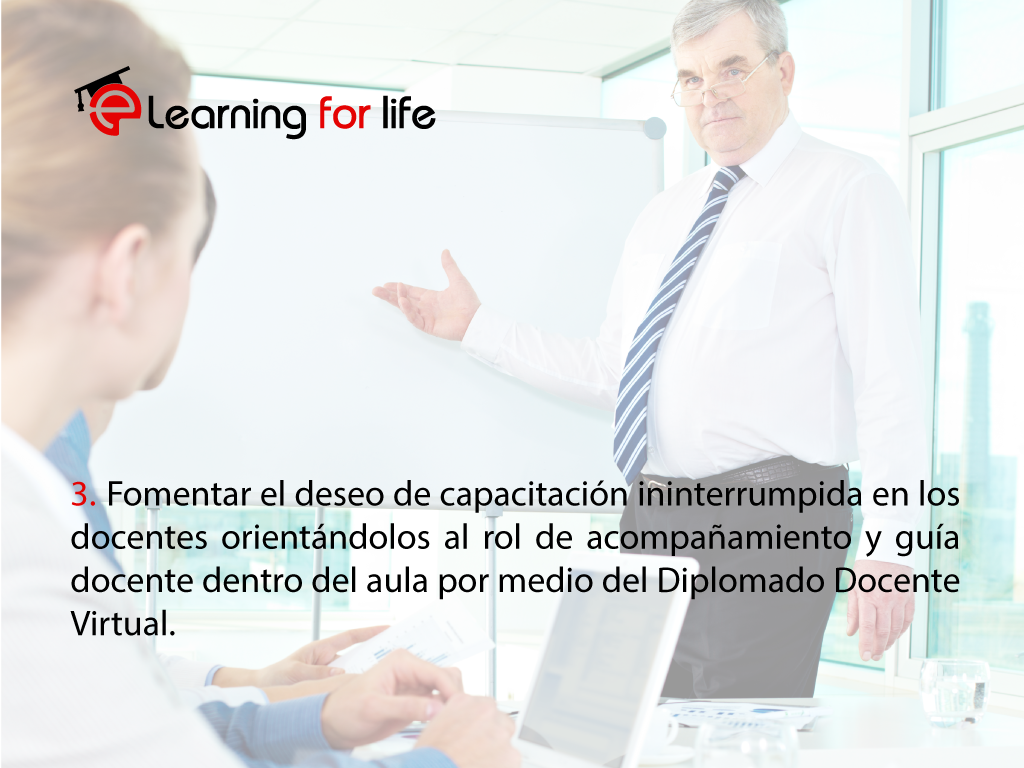 eLearning for life
3. Fomentar el deseo de capacitación ininterrumpida en los
docentes orientándolos al rol de acompañamiento y guía
docente dentro del aula por medio del Diplomado Docente
Virtual.